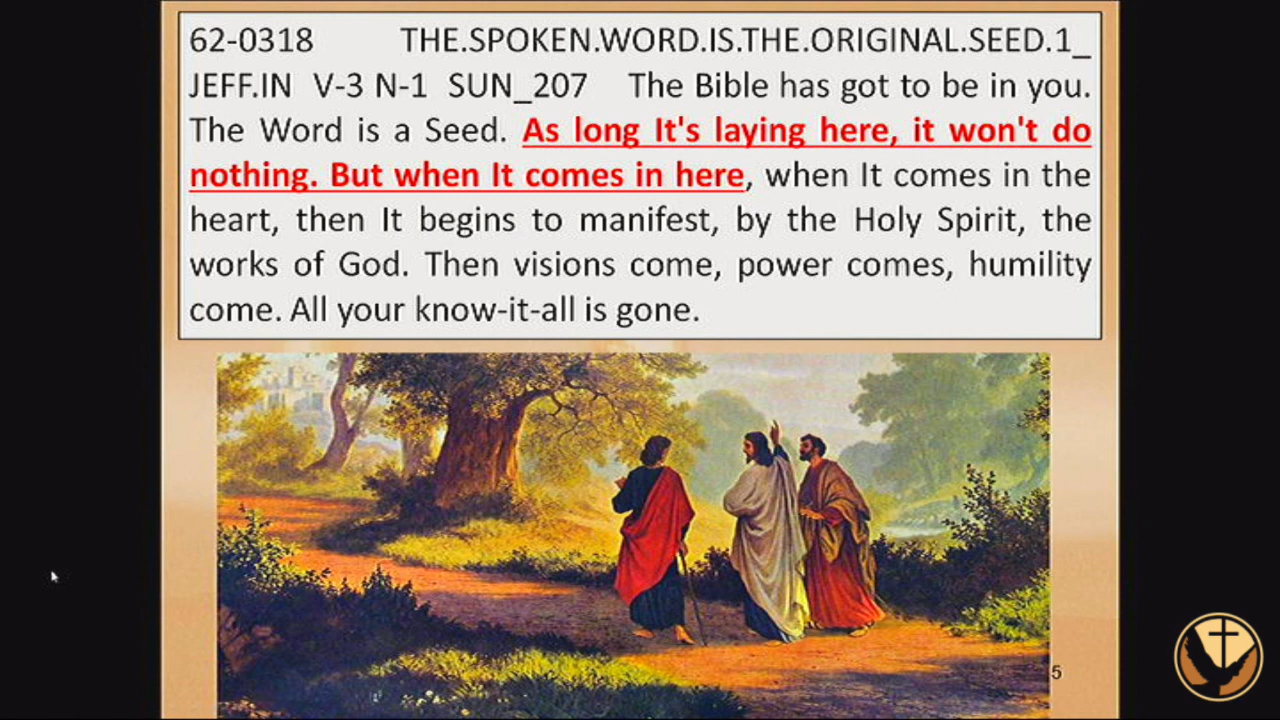 62-0318 THE.SPOKEN.WORD.IS.THE.ORIGINAL.SEED.1_
JEFF.IN V-3 N-1 SUN_207 The Bible has got to be in you.
The Word is a Seed. As long It's laying here, it won't do
nothing. But when It comes in here, when It comes in the
heart, then It begins to manifest, by the Holy Spirit, the
works of God. Then visions come, power comes, humility
come. All your know-it-all is gone.
5